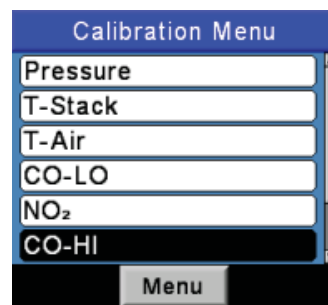 Calibration Menu
Pressure
T-Stack
T-Air
CO-LO
NO₂
CO-HI
Menu